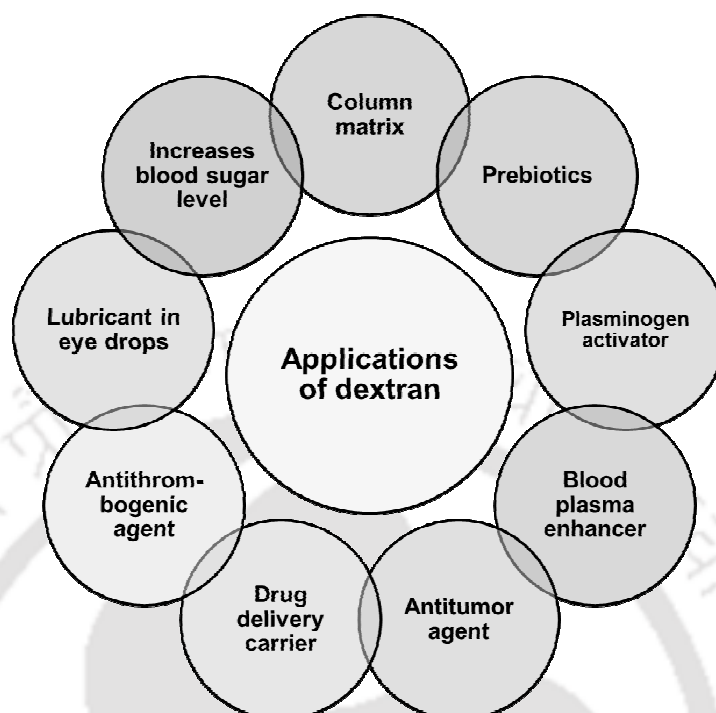 Applications
of dextran
Column
matrix
Prebiotics
Plasminogen
activator
Blood
plasma
enhancer
Antitumor
agent
Drug
delivery
carrier
Antithrom-
bogenic
agent
Lubricant in
eye drops
Increases
blood sugar
level